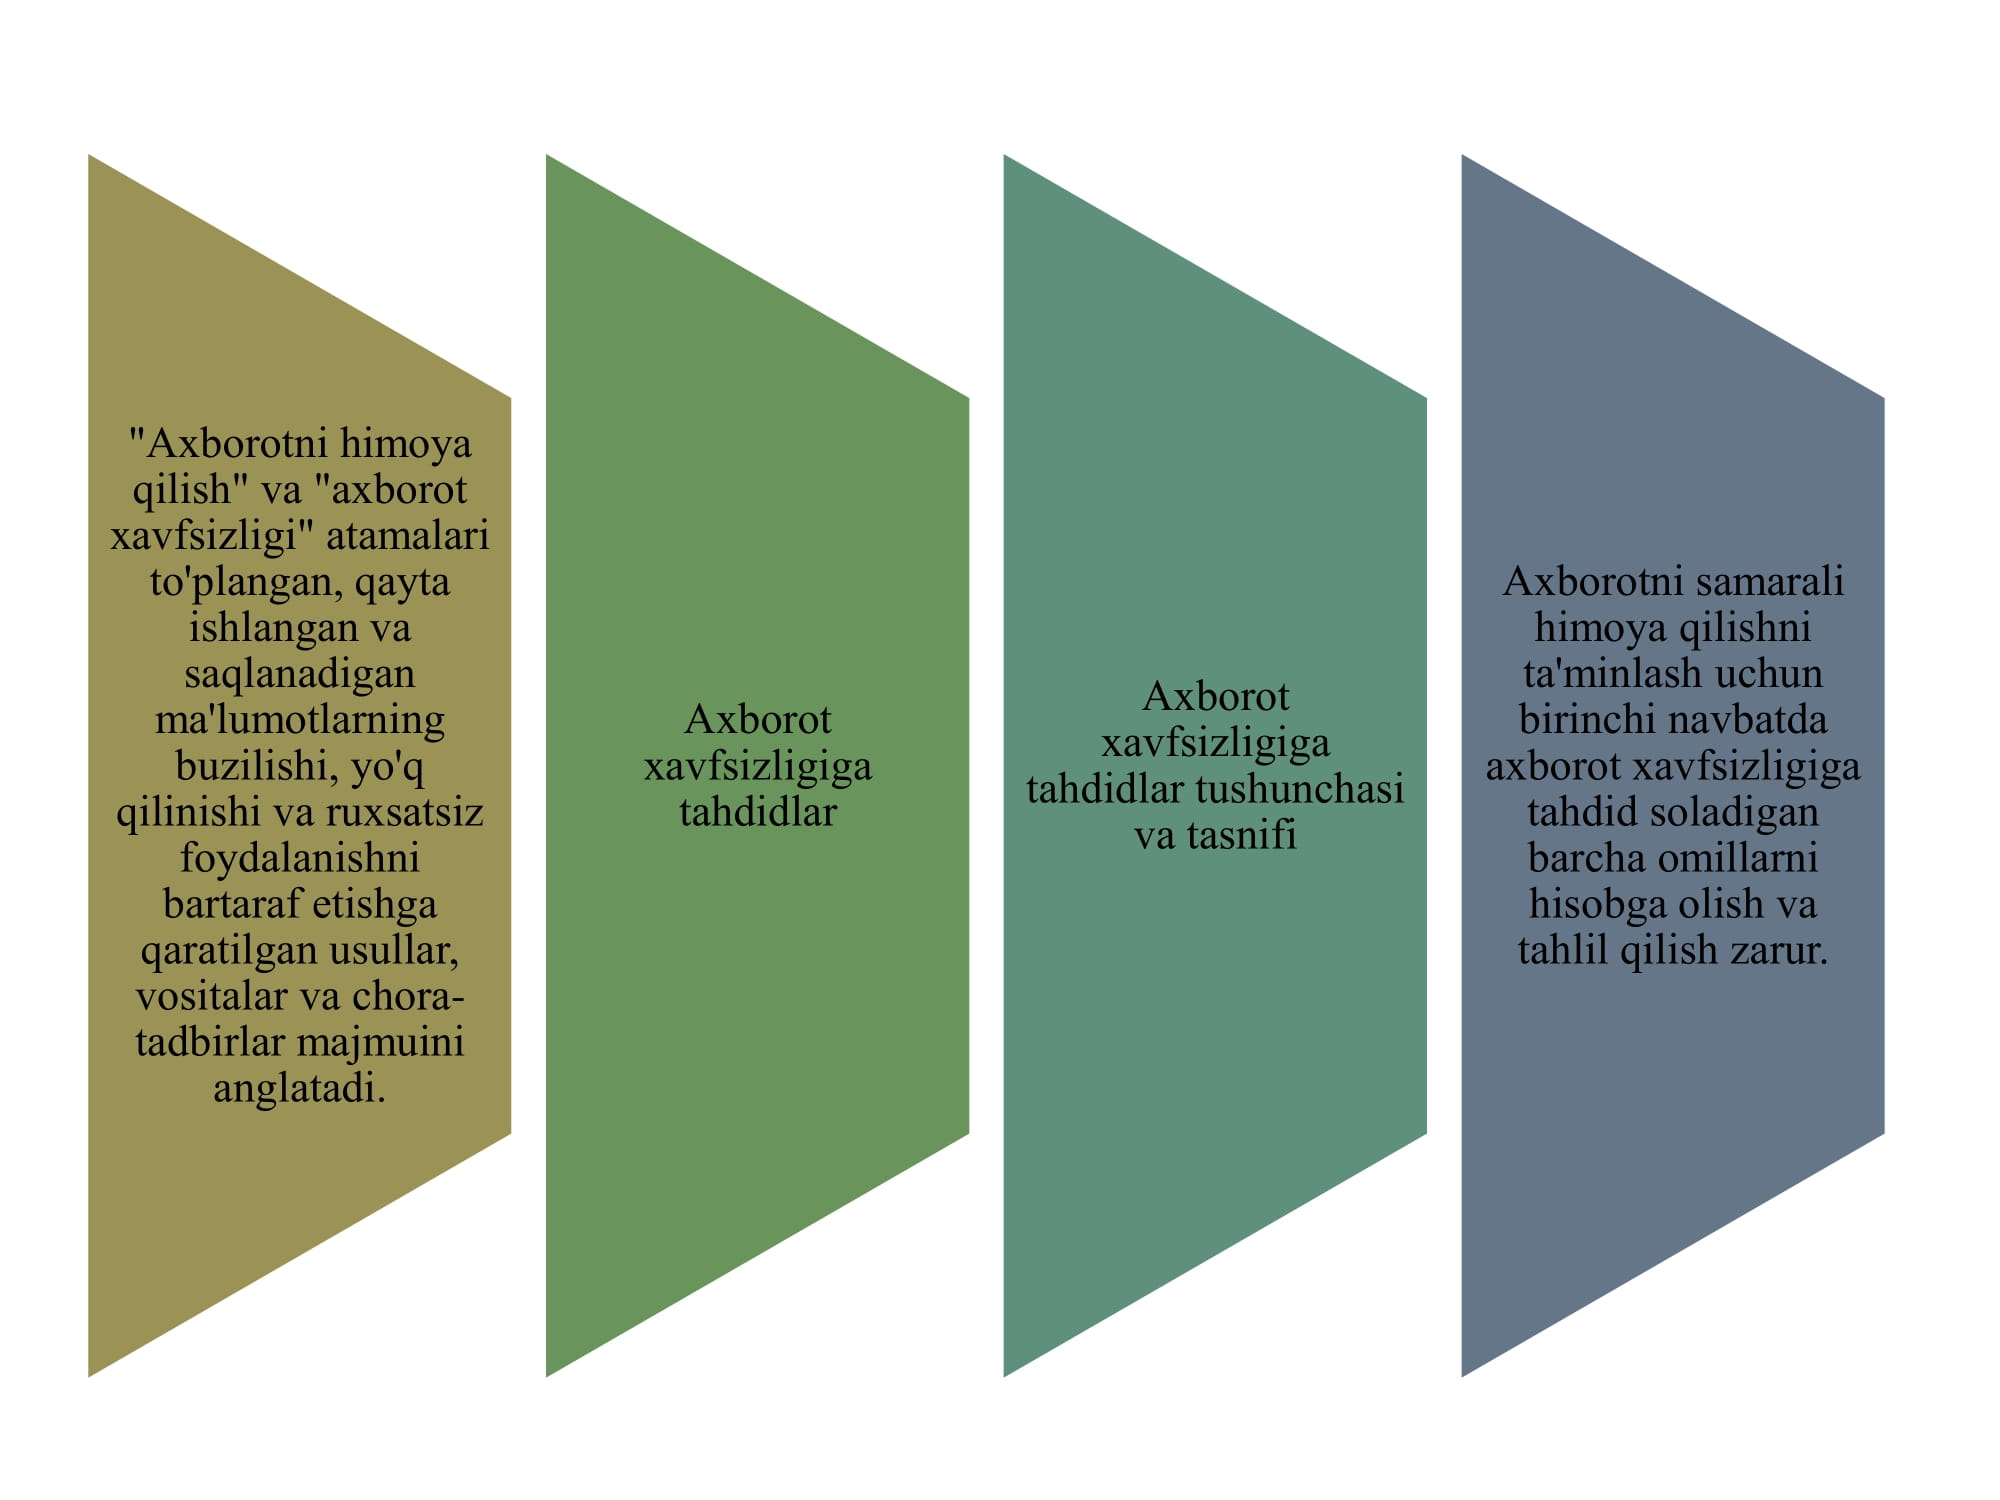 "Axborotni himoya
qilish" va "axborot
xavfsizligi" atamalari
to'plangan, qayta
ishlangan va
saqlanadigan
ma'lumotlarning
buzilishi, yo'q
qilinishi va ruxsatsiz
foydalanishni
bartaraf etishga
qaratilgan usullar,
vositalar va chora-
tadbirlar majmuini
anglatadi.
Axborot
xavfsizligiga
tahdidlar
Axborot
xavfsizligiga
tahdidlar tushunchasi
va tasnifi
Axborotni samarali
himoya qilishni
ta'minlash uchun
birinchi navbatda
axborot xavfsizligiga
tahdid soladigan
barcha omillarni
hisobga olish va
tahlil qilish zarur.